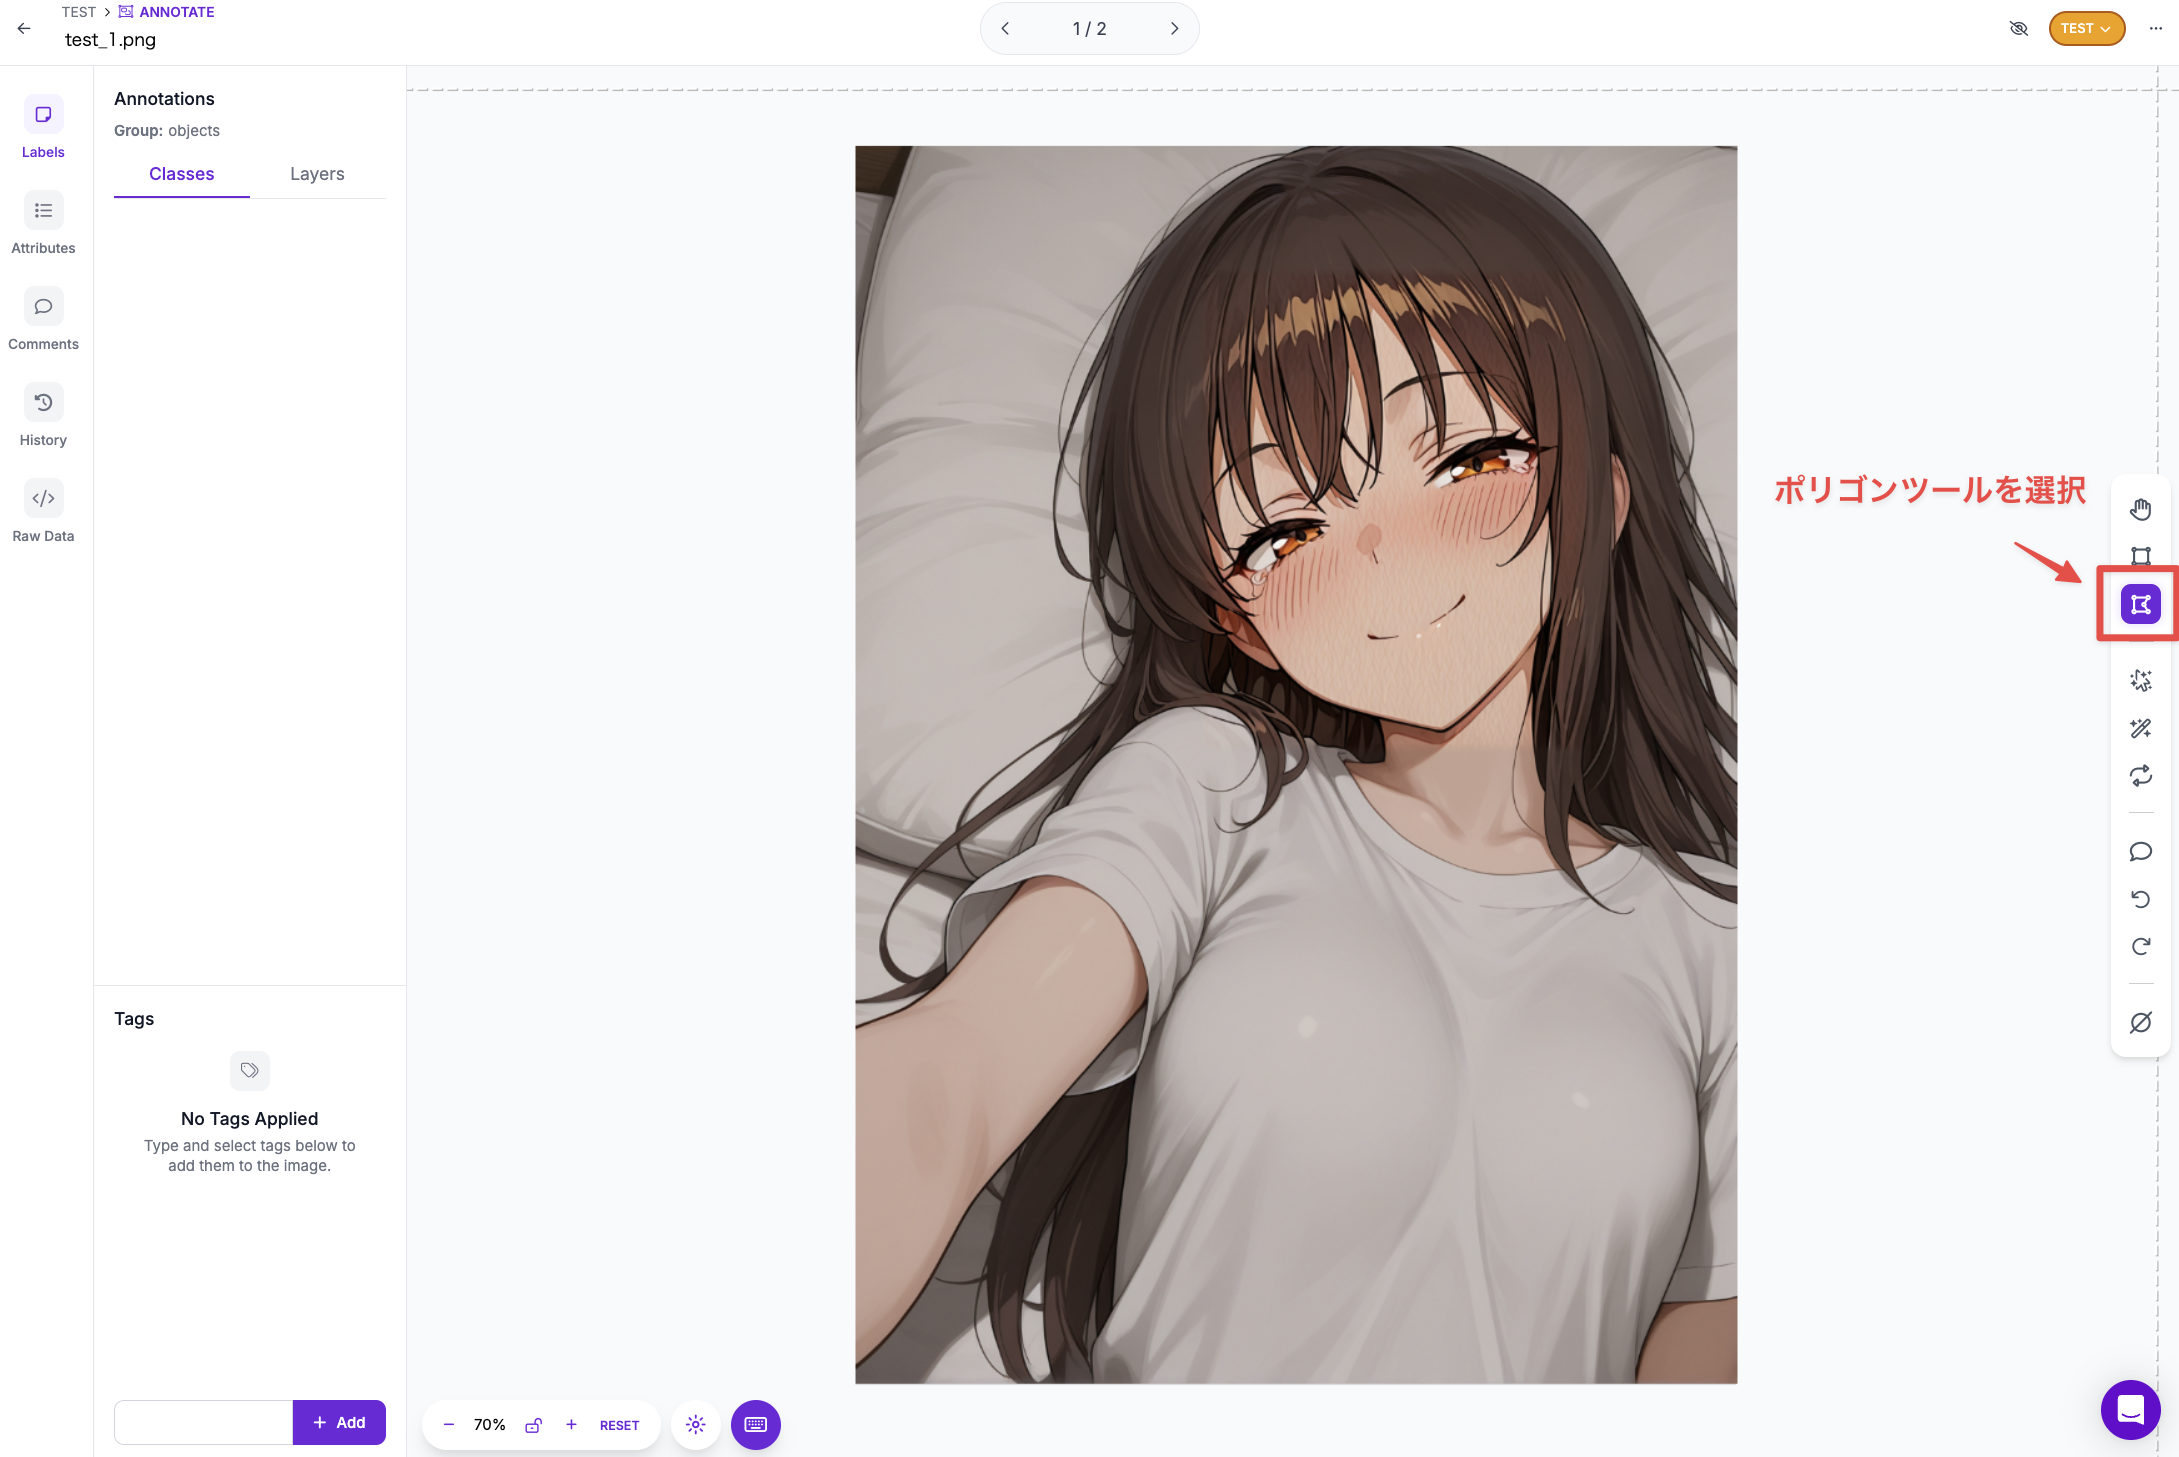 TEST > ANNOTATE
test_1.png
1 / 2
TEST
Labels
Attributes
Comments
History
Raw Data
Annotations
Group: objects
Classes Layers
ポリゴンツールを選択
Tags
No Tags Applied
Type and select tags below to
add them to the image.
+ Add
− 70% + RESET